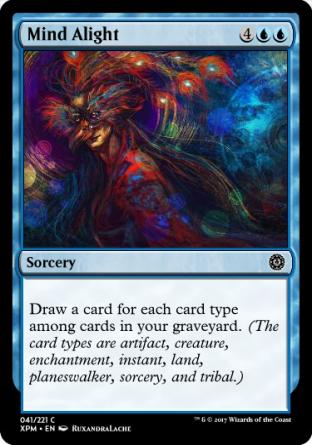 Mind Alight 4
Sorcery
Draw a card for each card type
among cards in your graveyard. (The
card types are artifact, creature,
enchantment, instant, land,
planeswalker, sorcery, and tribal.)
041/221 C
XPM • EN RUXANDRALACHE
™ & © 2017 Wizards of the Coast